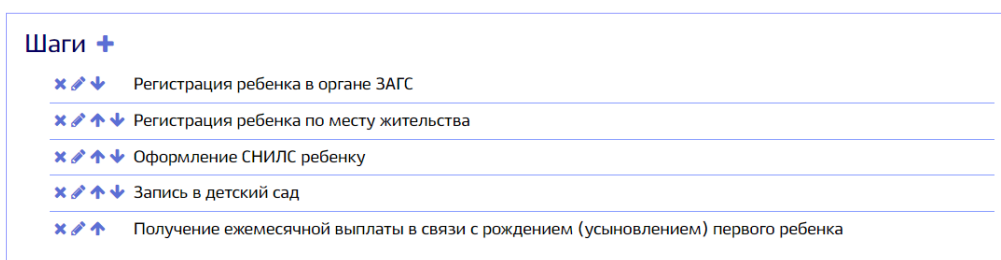 Шаги
Регистрация ребенка в органе ЗАГС
Регистрация ребенка по месту жительства
Оформление СНИЛС ребенку
Запись в детский сад
Получение ежемесячной выплаты в связи с рождением (усыновлением) первого ребенка